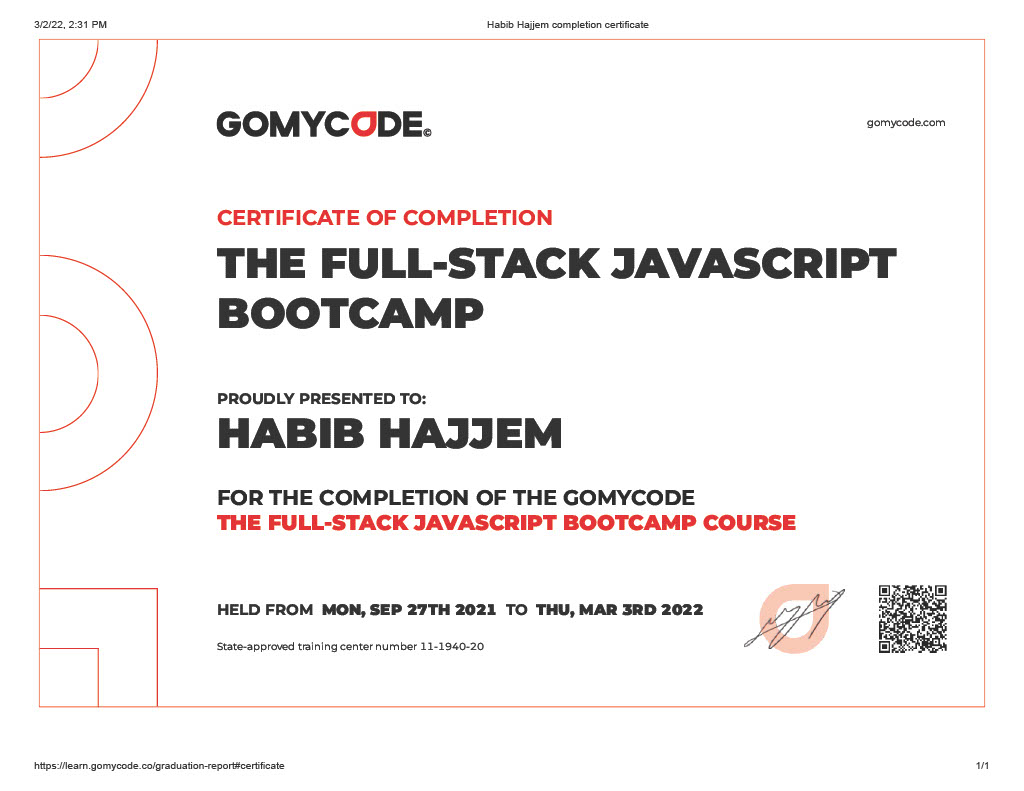 3/2/22, 2:31 PM
Habib Hajjem completion certificate
GOMYCODE©
gomycode.com
CERTIFICATE OF COMPLETION
THE FULL-STACK JAVASCRIPT
BOOTCAMP
PROUDLY PRESENTED TO:
HABIB HAJJEM
FOR THE COMPLETION OF THE GOMYCODE
THE FULL-STACK JAVASCRIPT BOOTCAMP COURSE
HELD FROM MON, SEP 27TH 2021 TO THU, MAR 3RD 2022
State-approved training center number 11-1940-20
https://learn.gomycode.co/graduation-report#certificate
1/1